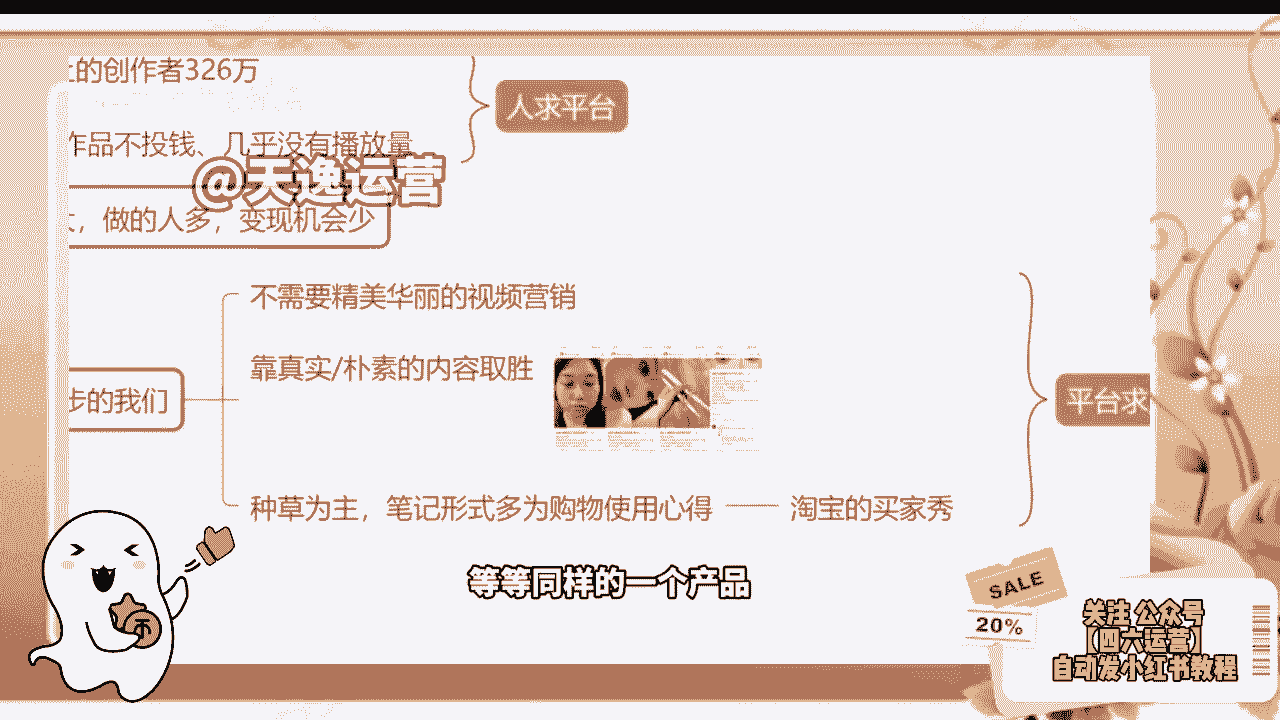 的创作者326万
人求平台
作品不投钱、几乎没有播放量
@天逸运营
，做的人多，变现机会少
不需要精美华丽的视频营销
靠真实/朴素的内容取胜
步的我们
平台求
种草为主，笔记形式多为购物使用心得
淘宝的买家秀
等等同样的一个产品
SALE
20%
币
关注 公众号
【四六运营】
自动发小红书教程